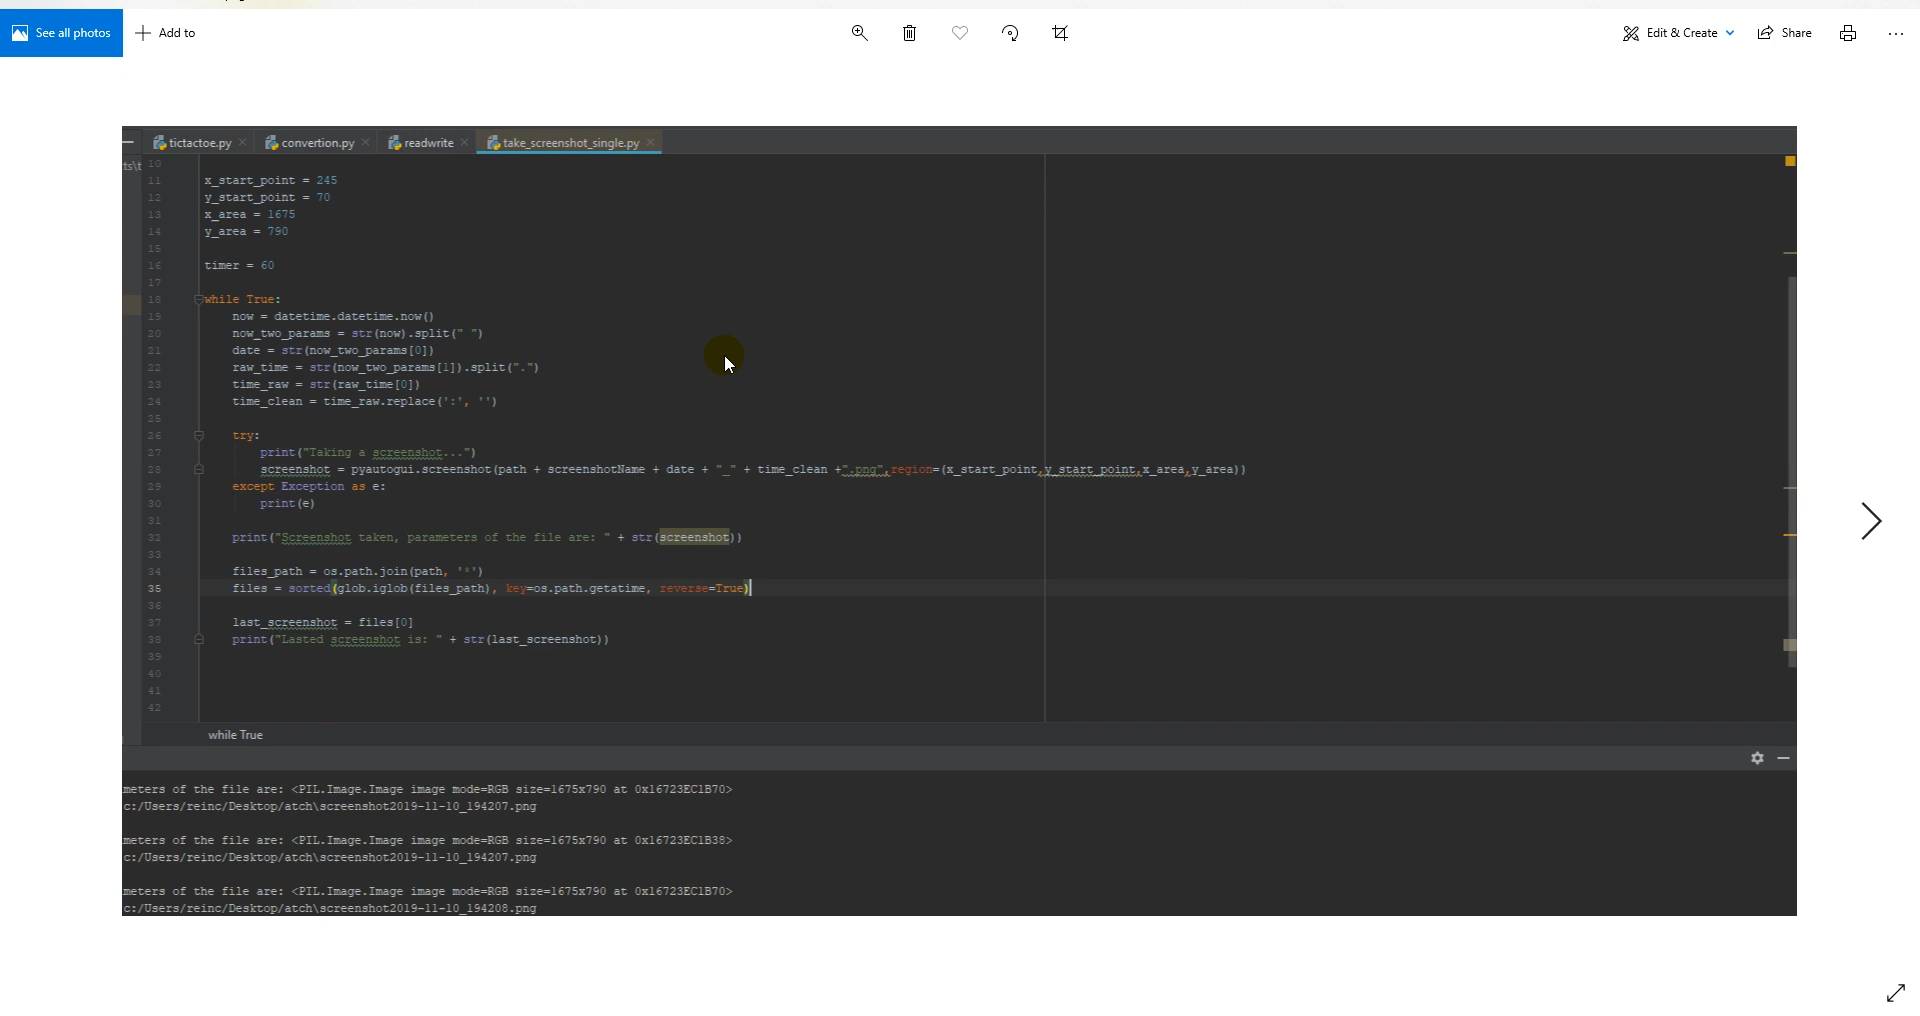 See all photos
Add to
Edit & Create
Share
tictactoe.py
convertion.py
readwrite
take_screenshot_single.py
ts\t
10
11 x_start_point = 245
12 y_start_point = 70
13 x_area = 1675
14 y_area = 790
15
16 timer = 60
17
18 while True:
19 now = datetime.datetime.now()
20 now_two_params = str(now).split(" ")
21 date = str(now_two_params[0])
22 raw_time = str(now_two_params[1]).split(".")
23 time_raw = str(raw_time[0])
24 time_clean = time_raw.replace(':', '')
25
26 try:
27 print("Taking a screenshot...")
28 screenshot = pyautogui.screenshot(path + screenshotName + date + "_" + time_clean +".png",region=(x_start_point,y_start_point,x_area,y_area))
29 except Exception as e:
30 print(e)
31
32 print("Screenshot taken, parameters of the file are: " + str(screenshot))
33
34 files_path = os.path.join(path, '*')
35 files = sorted(glob.iglob(files_path), key=os.path.getatime, reverse=True)
36
37 last_screenshot = files[0]
38 print("Lasted screenshot is: " + str(last_screenshot))
39
40
41
42
while True
meters of the file are: <PIL.Image.Image image mode=RGB size=1675x790 at 0x16723EC1B70>
c:/Users/reinc/Desktop/atch\screenshot2019-11-10_194207.png
meters of the file are: <PIL.Image.Image image mode=RGB size=1675x790 at 0x16723EC1B38>
c:/Users/reinc/Desktop/atch\screenshot2019-11-10_194207.png
meters of the file are: <PIL.Image.Image image mode=RGB size=1675x790 at 0x16723EC1B70>
c:/Users/reinc/Desktop/atch\screenshot2019-11-10_194208.png